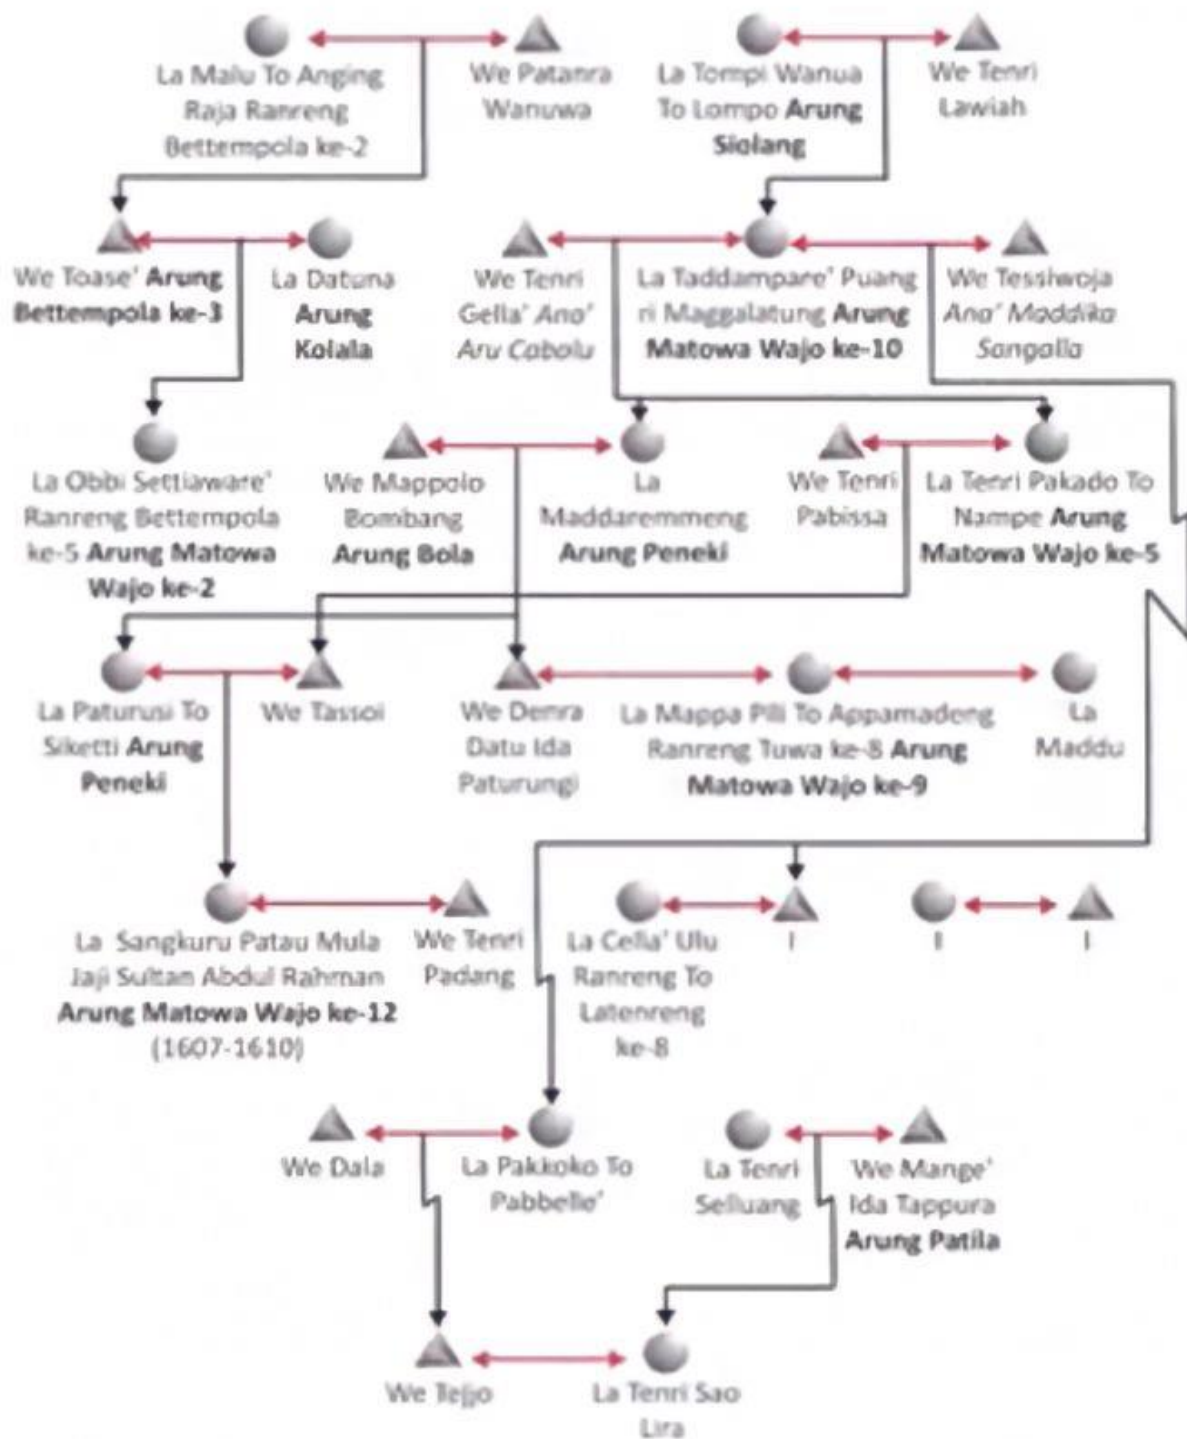 La Malu To Anging
Raja Ranreng
Bettempola ke-2
We Patanra
Wanuwa
La Tompi Wanua
To Lompo Arung
Siolang
We Tenri
Lawiah
We Toase' Arung
Bettempola ke-3
La Datuna
Arung
Kolala
We Tenri
Gella' Ana'
Aru Cabalu
La Taddampare' Puang
ri Maggalatung Arung
Matowa Wajo ke-10
We Tessiwoja
Ana' Maddika
Sangalla
La Obbi Settiaware'
Ranreng Bettempola
ke-5 Arung Matowa
Wajo ke-2
We Mappolo
Bombang
Arung Bola
La
Maddaremmeng
Arung Peneki
We Tenri
Pabissa
La Tenri Pakado To
Nampe Arung
Matowa Wajo ke-5
La Paturusi To
Siketti Arung
Peneki
We Tassoi
We Demra
Datu Ida
Paturungi
La Mappa Pili To Appamadeng
Ranreng Tuwa ke-8 Arung
Matowa Wajo ke-9
La
Maddu
La Sangkuru Patau Mula
Jaji Sultan Abdul Rahman
Arung Matowa Wajo ke-12
(1607-1610)
We Tenri
Padang
La Cella' Ulu
Ranreng To
Latenreng
ke-8
We Dala
La Pakkoko To
Pabbelle'
La Tenri
Selluang
We Mange'
Ida Tappura
Arung Patila
We Tejjo
La Tenri Sao
Lira